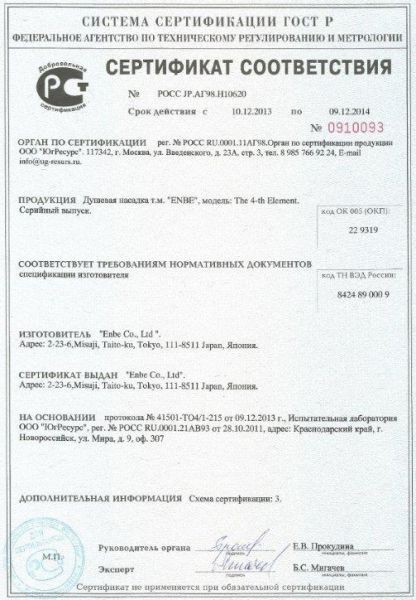 СИСТЕМА СЕРТИФИКАЦИИ ГОСТ Р
ФЕДЕРАЛЬНОЕ АГЕНТСТВО ПО ТЕХНИЧЕСКОМУ РЕГУЛИРОВАНИЮ И МЕТРОЛОГИИ
Добровольная
сертификация
РСТ
СЕРТИФИКАТ СООТВЕТСТВИЯ
№ РОСС JP.АГ98.Н10620
Срок действия с 10.12.2013 по 09.12.2014
№ 0910093
ОРГАН ПО СЕРТИФИКАЦИИ рег. № РОСС RU.0001.11АГ98.Орган по сертификации продукции
ООО "ЮгРесурс". 117342, г. Москва, ул. Введенского, д. 23А, стр. 3, тел. 8 985 766 92 24, E-mail
info@ug-resurs.ru.
ПРОДУКЦИЯ Душевая насадка т.м. "ENBE", модель: The 4-th Element.
Серийный выпуск.
код ОК 005 (ОКП):
22 9319
СООТВЕТСТВУЕТ ТРЕБОВАНИЯМ НОРМАТИВНЫХ ДОКУМЕНТОВ
спецификации изготовителя
код ТН ВЭД России:
8424 89 000 9
ИЗГОТОВИТЕЛЬ "Enbe Co., Ltd ".
Адрес: 2-23-6,Misuji, Taito-ku, Tokyo, 111-8511 Japan, Япония.
СЕРТИФИКАТ ВЫДАН "Enbe Co., Ltd".
Адрес: 2-23-6,Misuji, Taito-ku, Tokyo, 111-8511 Japan, Япония.
НА ОСНОВАНИИ протокола № 41501-ТО4/1-215 от 09.12.2013 г., Испытательная лаборатория
ООО "ЮгРесурс", рег. № РОСС RU.0001.21АВ93 от 28.10.2011, адрес: Краснодарский край, г.
Новороссийск, ул. Мира, д. 9, оф. 307
ДОПОЛНИТЕЛЬНАЯ ИНФОРМАЦИЯ Схема сертификации: 3.
М.П.
Руководитель органа
подпись
Е.В. Прокудина
инициалы, фамилия
Эксперт
подпись
Б.С. Мигачев
инициалы, фамилия
Сертификат не применяется при обязательной сертификации